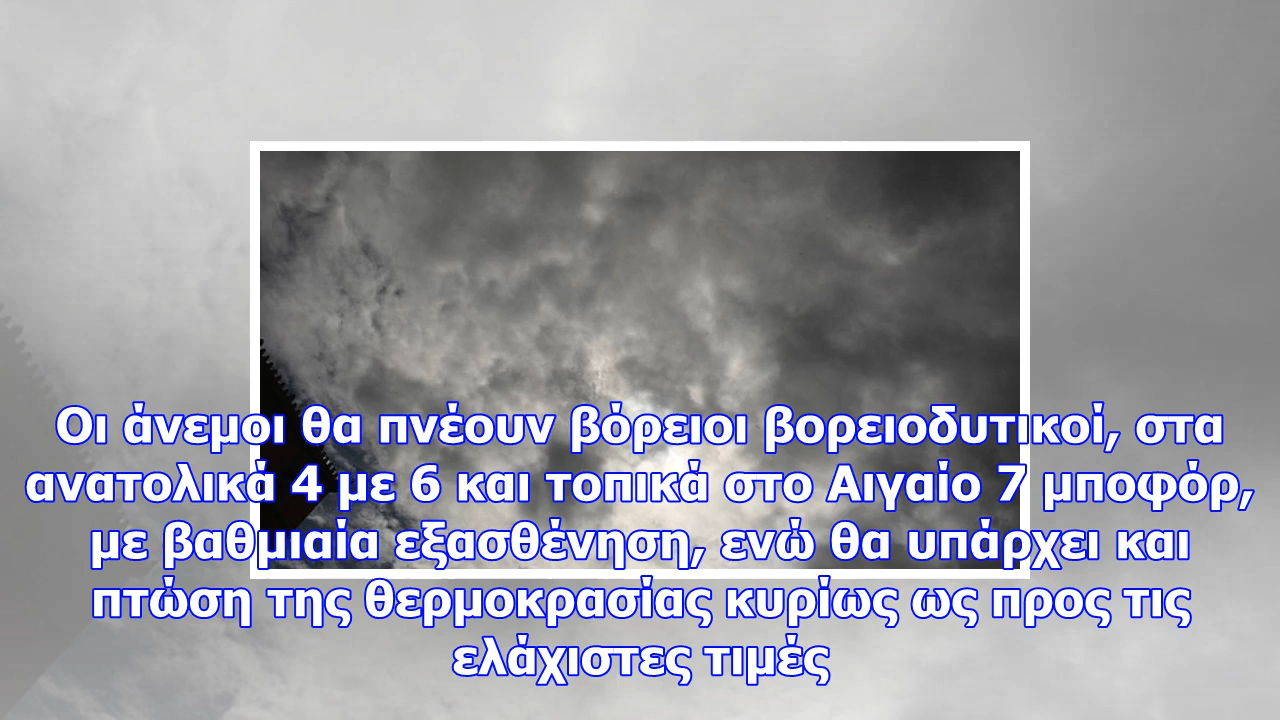 Οι άνεμοι θα πνέουν βόρειοι βορειοδυτικοί, στα
ανατολικά 4 με 6 και τοπικά στο Αιγαίο 7 μποφόρ,
με βαθμιαία εξασθένηση, ενώ θα υπάρχει και
πτώση της θερμοκρασίας κυρίως ως προς τις
ελάχιστες τιμές